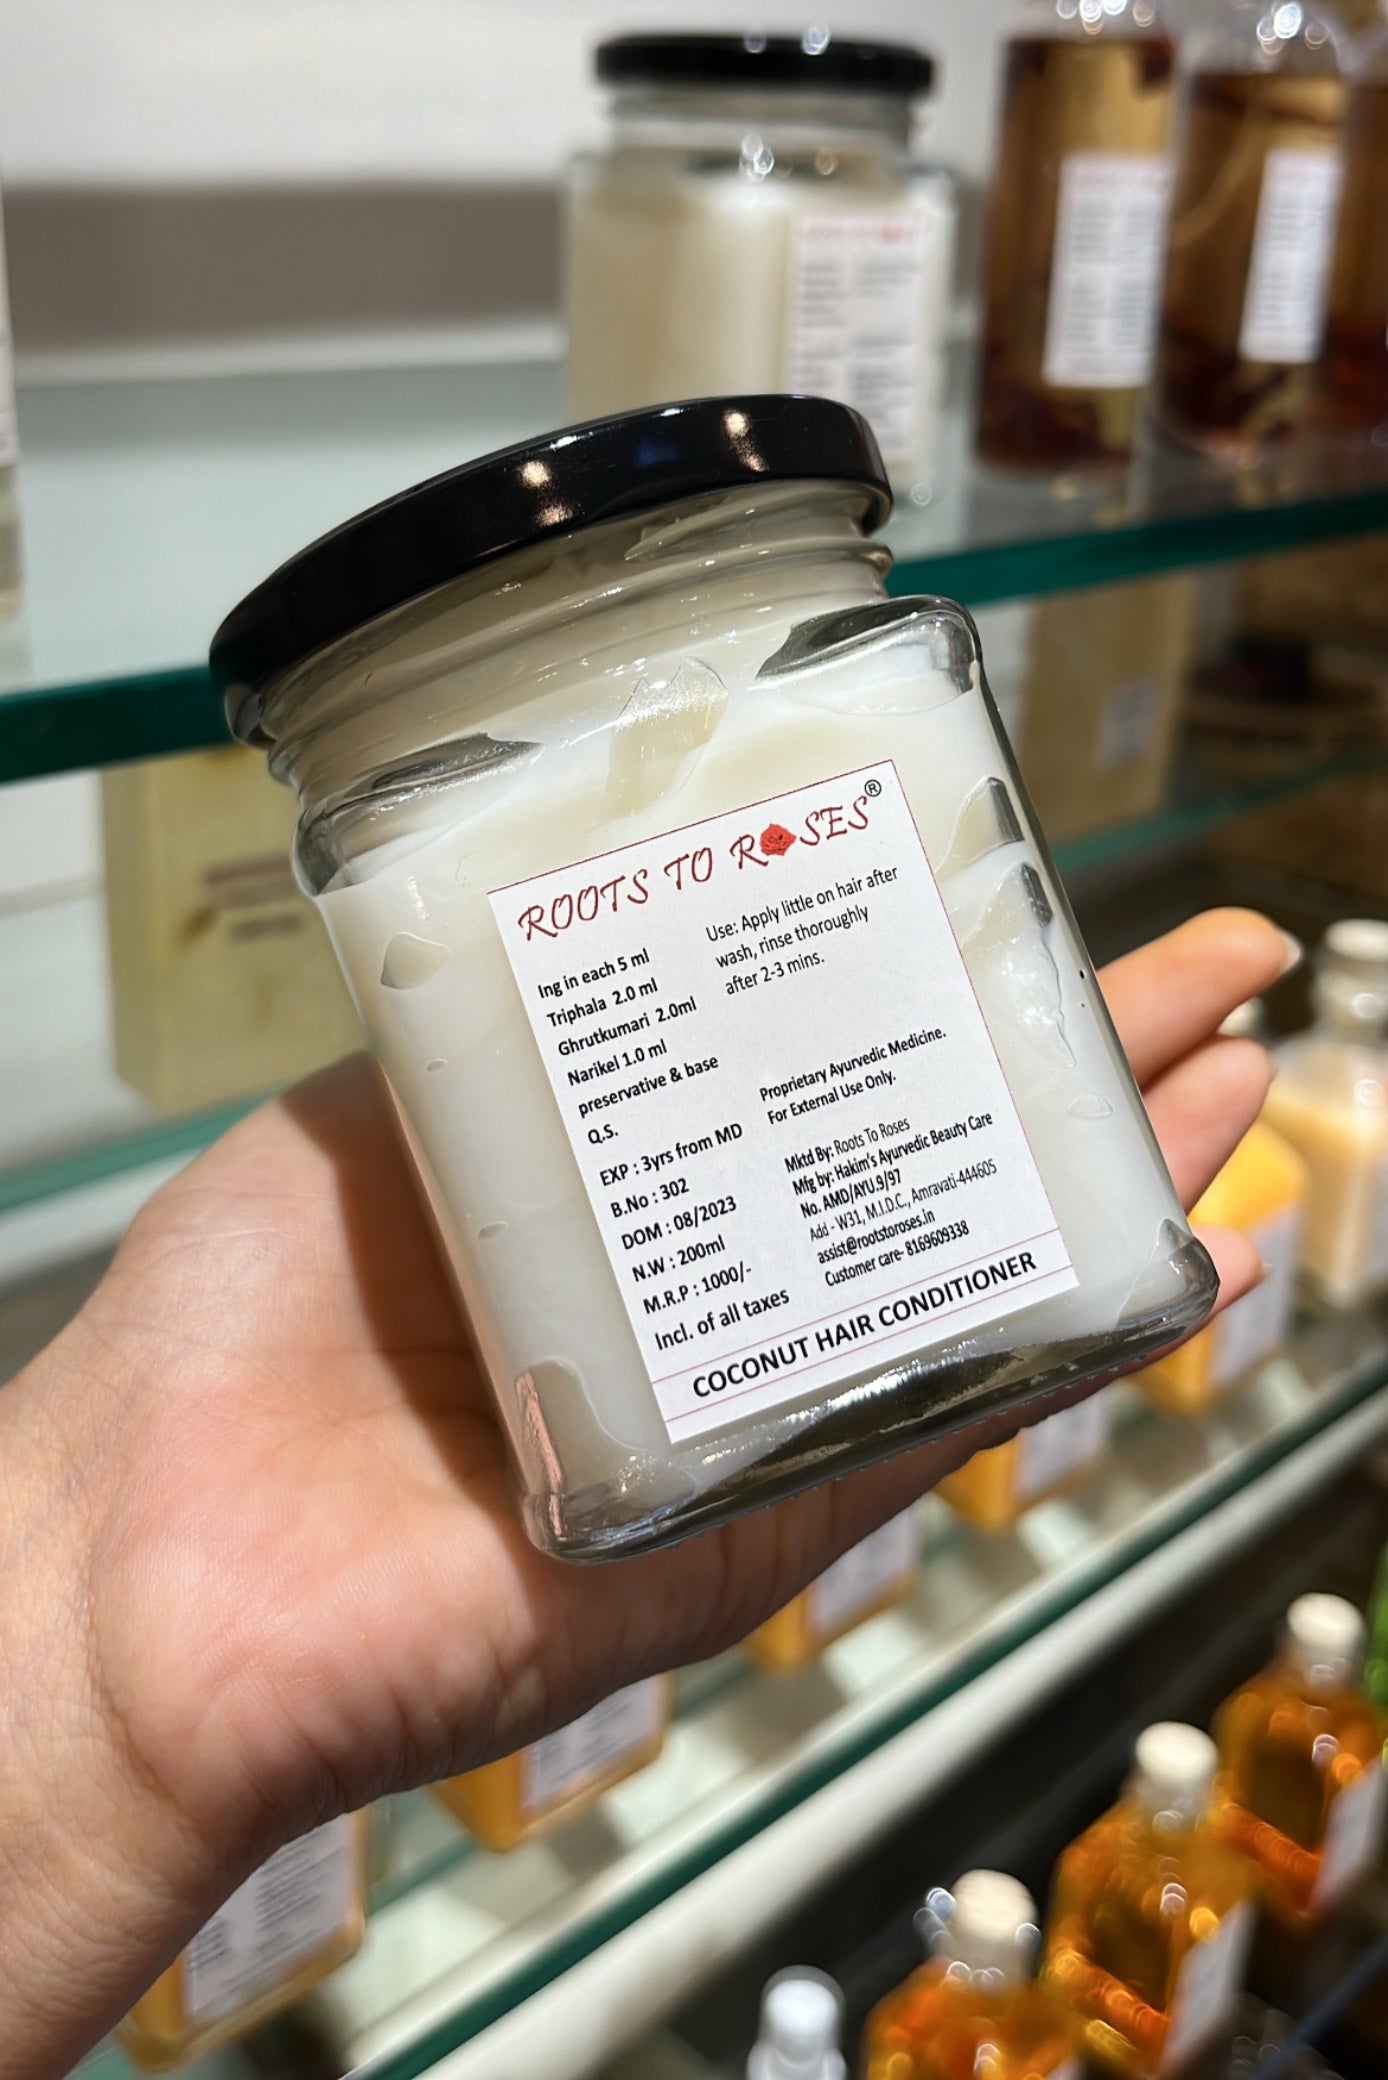 ROOTS TO ROSES®
Ing in each 5 ml
Triphala 2.0 ml
Ghrutkumari 2.0ml
Narikel 1.0 ml
preservative & base
Q.S.
EXP : 3yrs from MD
B.No : 302
DOM : 08/2023
N.W : 200ml
M.R.P : 1000/-
Incl. of all taxes
Use: Apply little on hair after
wash, rinse thoroughly
after 2-3 mins.
Proprietary Ayurvedic Medicine.
For External Use Only.
Mktd By: Roots To Roses
Mfg by: Hakim's Ayurvedic Beauty Care
No. AMD/AYU.9/97
Add - W31, M.I.D.C., Amravati-444605
assist@rootstoroses.in
Customer care- 8169609338
COCONUT HAIR CONDITIONER